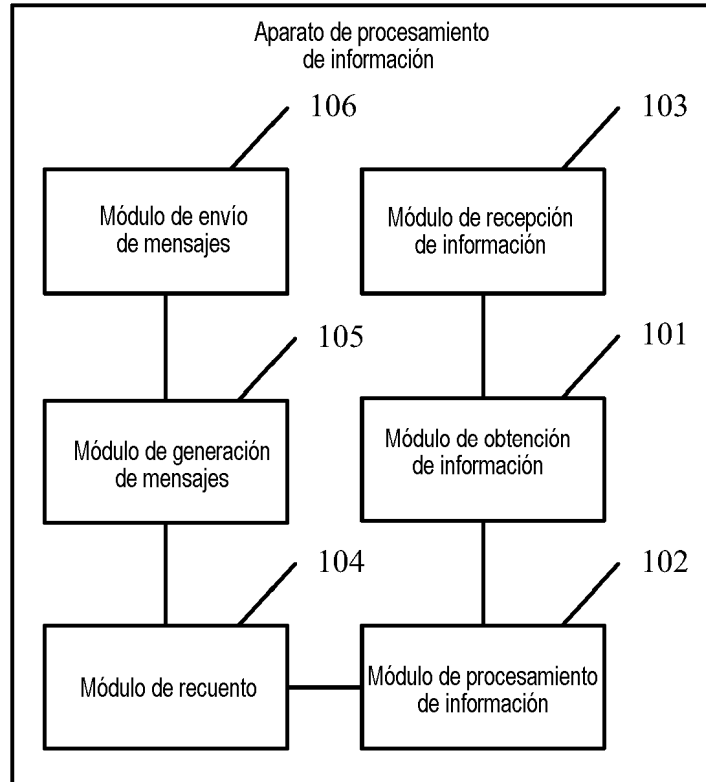 Aparato de procesamiento
de información
106
103
Módulo de envío
de mensajes
Módulo de recepción
de información
105
101
Módulo de generación
de mensajes
Módulo de obtención
de información
104
102
Módulo de recuento
Módulo de procesamiento
de información